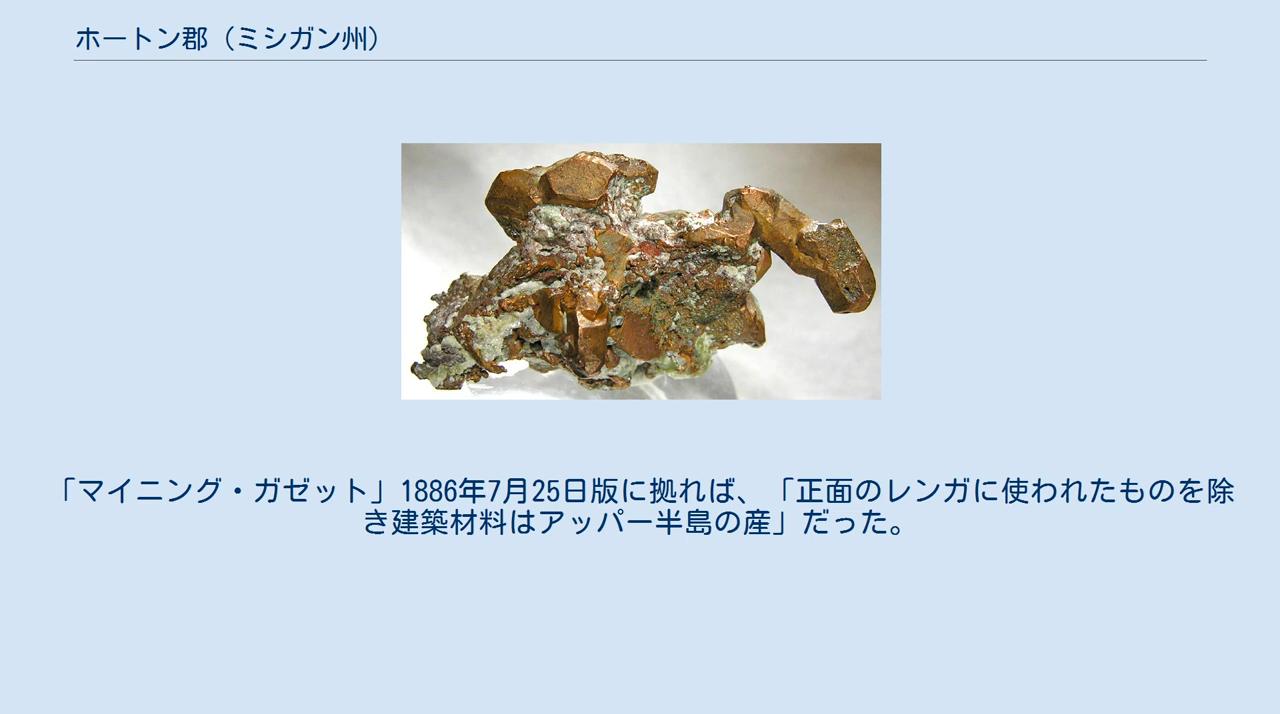 ホートン郡（ミシガン州）
「マイニング・ガゼット」1886年7月25日版に拠れば、「正面のレンガに使われたものを除
き建築材料はアッパー半島の産」だった。